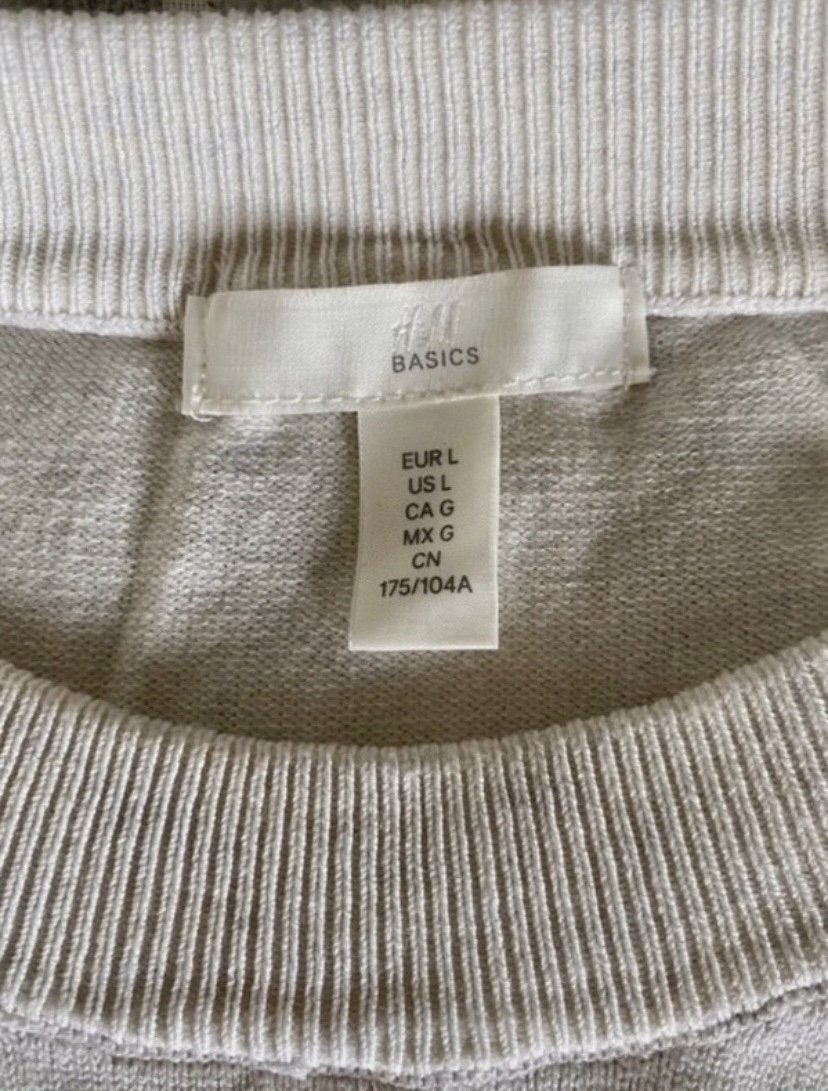 H&M
BASICS
EUR L
US L
CA G
MX G
CN
175/104A